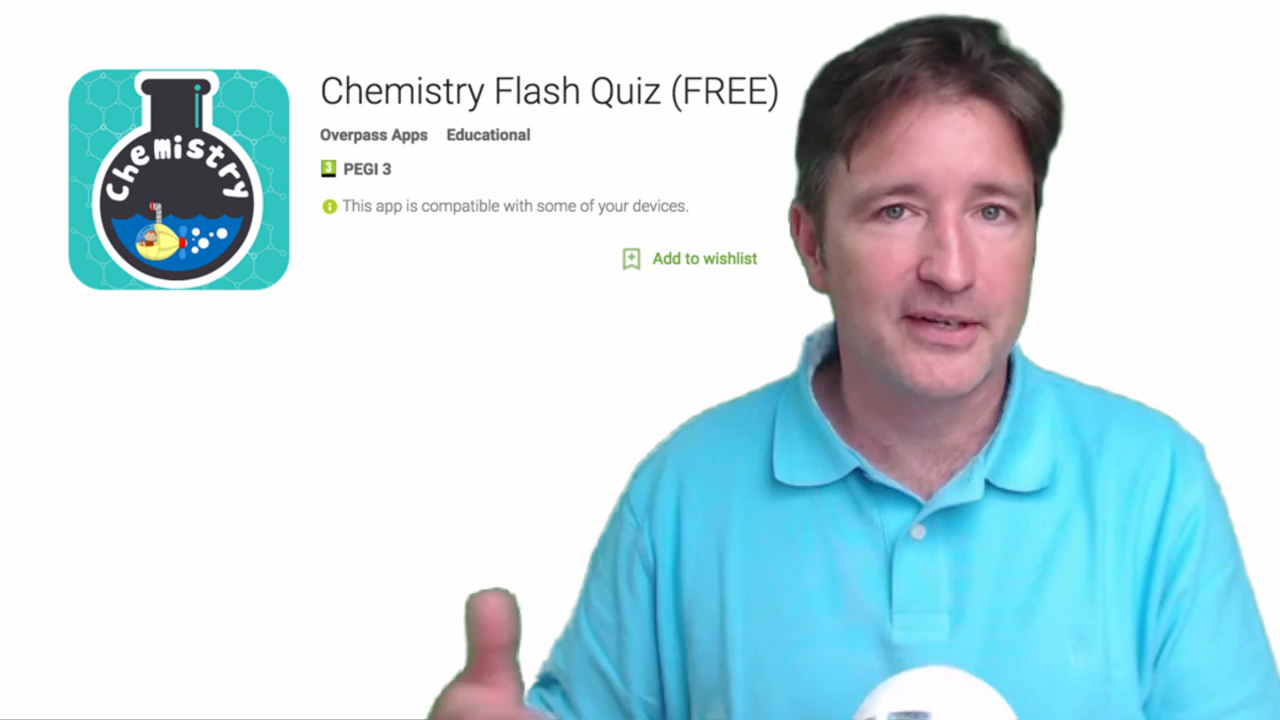 Chemistry
Chemistry Flash Quiz (FREE)
Overpass Apps Educational
3 PEGI 3
This app is compatible with some of your devices.
Add to wishlist